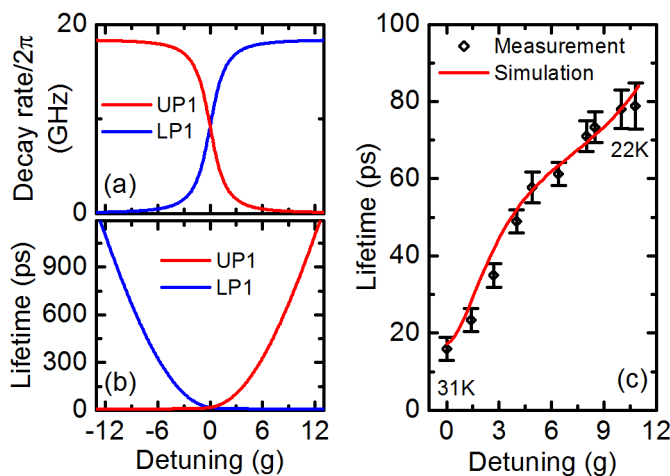 Decay rate/2π
(GHz)
20
0
UP1
LP1
(a)
Lifetime (ps)
900
600
300
0
UP1
LP1
(b)
-12 -6 0 6 12
Detuning (g)
Lifetime (ps)
100
80
60
40
20
0
Measurement
Simulation
22K
31K
(c)
0 3 6 9 12
Detuning (g)